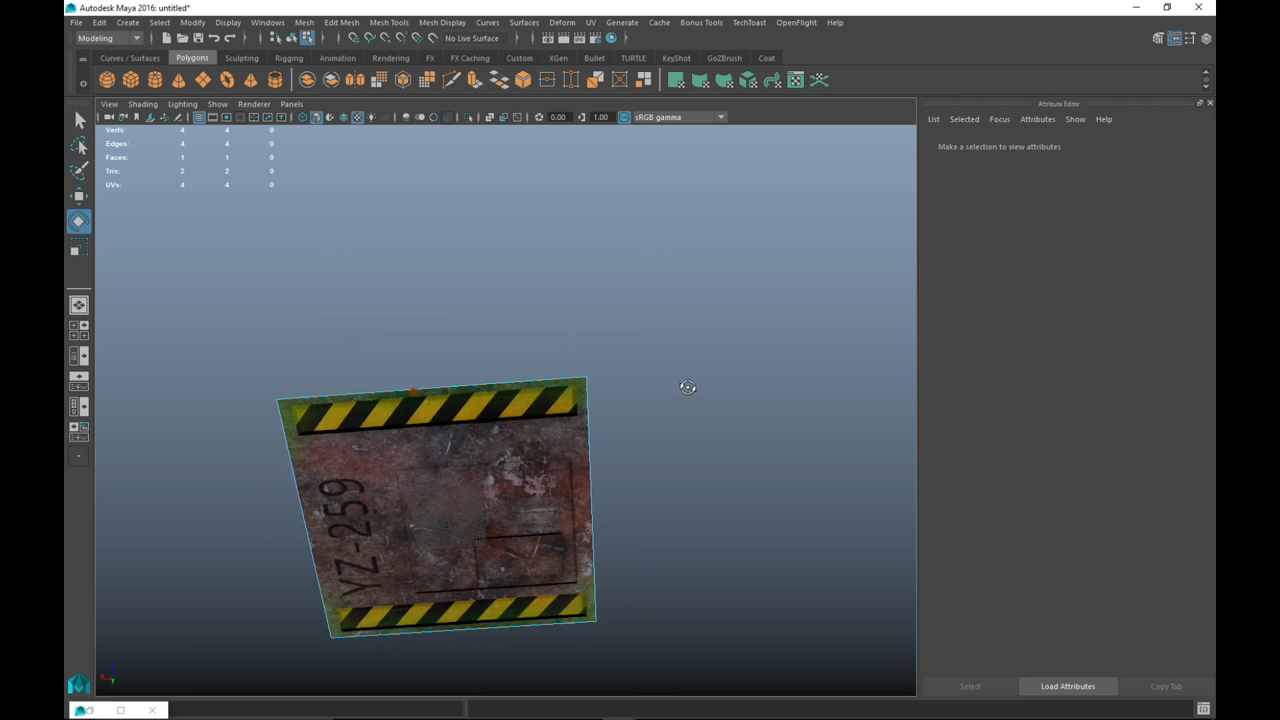 Autodesk Maya 2016: untitled*
File Edit Create Select Modify Display Windows Mesh Edit Mesh Mesh Tools Mesh Display Curves Surfaces Deform UV Generate Cache Bonus Tools TechToast OpenFlight Help
Modeling No Live Surface
Curves / Surfaces Polygons Sculpting Rigging Animation Rendering FX FX Caching Custom XGen Bullet TURTLE KeyShot GoZBrush Coat
View Shading Lighting Show Renderer Panels
0.00 1.00 sRGB gamma
Verts: 4 4 0
Edges: 4 4 0
Faces: 1 1 0
Tris: 2 2 0
UVs: 4 4 0
YZ-259
Attribute Editor
List Selected Focus Attributes Show Help
Make a selection to view attributes
Select Load Attributes Copy Tab